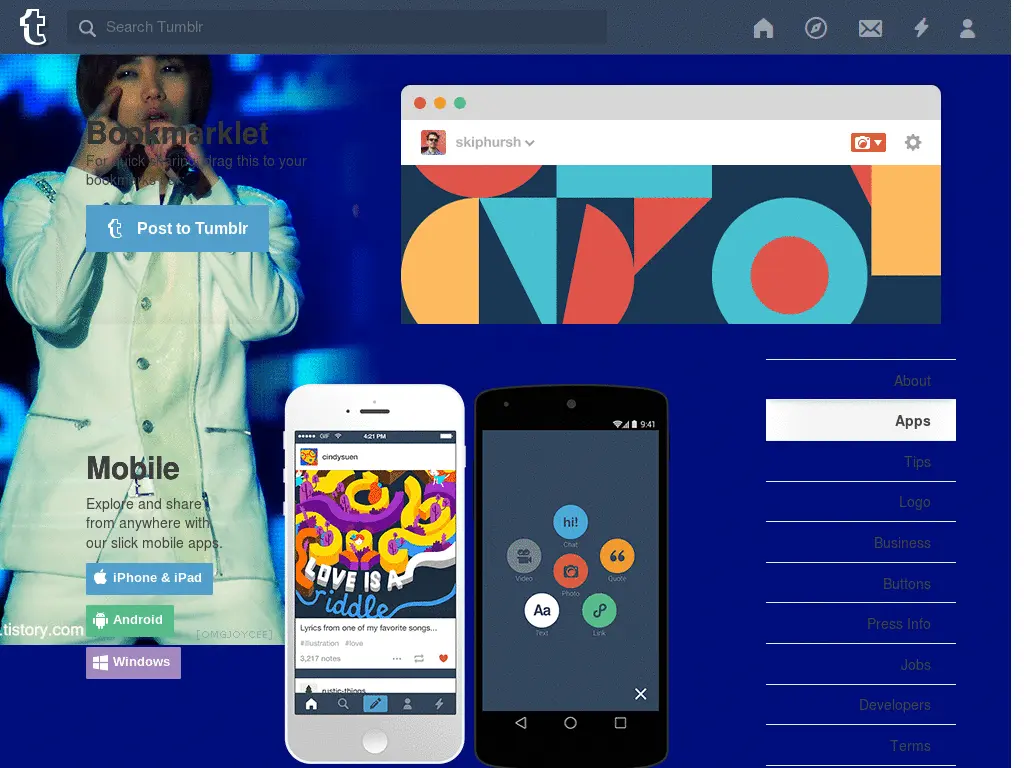 Search Tumblr
Bookmarklet
For quick sharing, drag this to your
bookmarks
Post to Tumblr
skiphursh
Mobile
Explore and share
from anywhere with
our slick mobile apps.
iPhone & iPad
Android
Windows
.tistory.com
[OMGJOYCEE]
GIF
4:21 PM
cindysuen
LOVE IS A
riddle
Lyrics from one of my favorite songs...
#illustration #love
3,217 notes
rustic-things
9:41
hi!
Chat
Video
Quote
Photo
Aa
Text
Link
About
Apps
Tips
Logo
Business
Buttons
Press Info
Jobs
Developers
Terms